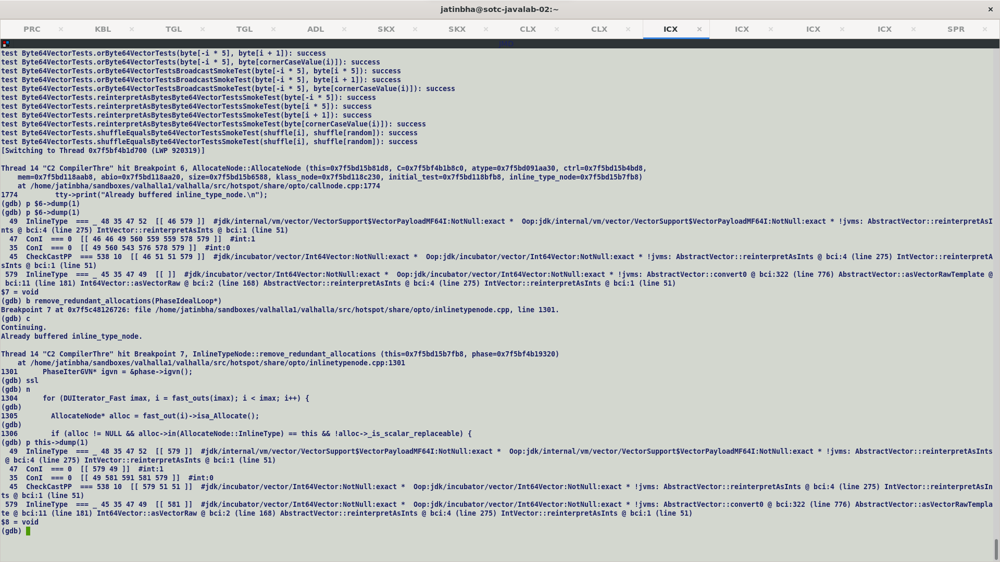 jatinbha@sotc-javalab-02:~
PRC KBL TGL TGL ADL SKX SKX CLX CLX ICX ICX ICX ICX SPR
JMD
test Byte64VectorTests.orByte64VectorTests(byte[-i * 5], byte[i + 1]): success
test Byte64VectorTests.orByte64VectorTests(byte[-i * 5], byte[cornerCaseValue(i)]): success
test Byte64VectorTests.orByte64VectorTestsBroadcastSmokeTest(byte[-i * 5], byte[i * 5]): success
test Byte64VectorTests.orByte64VectorTestsBroadcastSmokeTest(byte[-i * 5], byte[i + 1]): success
test Byte64VectorTests.orByte64VectorTestsBroadcastSmokeTest(byte[-i * 5], byte[cornerCaseValue(i)]): success
test Byte64VectorTests.reinterpretAsBytesByte64VectorTestsSmokeTest(byte[-i * 5]): success
test Byte64VectorTests.reinterpretAsBytesByte64VectorTestsSmokeTest(byte[i * 5]): success
test Byte64VectorTests.reinterpretAsBytesByte64VectorTestsSmokeTest(byte[i + 1]): success
test Byte64VectorTests.reinterpretAsBytesByte64VectorTestsSmokeTest(byte[cornerCaseValue(i)]): success
test Byte64VectorTests.shuffleEqualsByte64VectorTestsSmokeTest(shuffle[i], shuffle[random]): success
test Byte64VectorTests.shuffleEqualsByte64VectorTestsSmokeTest(shuffle[i], shuffle[random]): success
[Switching to Thread 0x7f5bf4b1d700 (LWP 920319)]
Thread 14 "C2 CompilerThre" hit Breakpoint 6, AllocateNode::AllocateNode (this=0x7f5bd15b81d8, C=0x7f5bf4b1b8c0, atype=0x7f5bd091aa30, ctrl=0x7f5bd15b4bd8,
    mem=0x7f5bd118aab8, abio=0x7f5bd118aa20, size=0x7f5bd15b6588, klass_node=0x7f5bd118c230, initial_test=0x7f5bd118bfb8, inline_type_node=0x7f5bd15b7fb8)
    at /home/jatinbha/sandboxes/valhalla1/valhalla/src/hotspot/share/opto/callnode.cpp:1774
1774         tty->print("Already buffered inline_type_node.\n");
(gdb) p $6->dump(1)
(gdb) p $6->dump(1)
  49  InlineType  === _ 48 35 47 52  [[ 46 579 ]]  #jdk/internal/vm/vector/VectorSupport$VectorPayloadMF64I:NotNull:exact *  Oop:jdk/internal/vm/vector/VectorSupport$VectorPayloadMF64I:NotNull:exact * !jvms: AbstractVector::reinterpretAsI
nts @ bci:4 (line 275) IntVector::reinterpretAsInts @ bci:1 (line 51)
  47  ConI  === 0  [[ 46 46 49 560 559 559 578 579 ]]  #int:1
  35  ConI  === 0  [[ 49 560 543 576 578 579 ]]  #int:0
  45  CheckCastPP  === 538 10  [[ 46 51 51 579 ]]  #jdk/incubator/vector/Int64Vector:NotNull:exact *  Oop:jdk/incubator/vector/Int64Vector:NotNull:exact * !jvms: AbstractVector::reinterpretAsInts @ bci:4 (line 275) IntVector::reinterpretA
sInts @ bci:1 (line 51)
 579  InlineType  === _ 45 35 47 49  [[ ]]  #jdk/incubator/vector/Int64Vector:NotNull:exact *  Oop:jdk/incubator/vector/Int64Vector:NotNull:exact * !jvms: AbstractVector::convert0 @ bci:322 (line 776) AbstractVector::asVectorRawTemplate @
 bci:11 (line 181) Int64Vector::asVectorRaw @ bci:2 (line 168) AbstractVector::reinterpretAsInts @ bci:4 (line 275) IntVector::reinterpretAsInts @ bci:1 (line 51)
$7 = void
(gdb) b remove_redundant_allocations(PhaseIdealLoop*)
Breakpoint 7 at 0x7f5c48126726: file /home/jatinbha/sandboxes/valhalla1/valhalla/src/hotspot/share/opto/inlinetypenode.cpp, line 1301.
(gdb) c
Continuing.
Already buffered inline_type_node.
Thread 14 "C2 CompilerThre" hit Breakpoint 7, InlineTypeNode::remove_redundant_allocations (this=0x7f5bd15b7fb8, phase=0x7f5bf4b19320)
    at /home/jatinbha/sandboxes/valhalla1/valhalla/src/hotspot/share/opto/inlinetypenode.cpp:1301
1301      PhaseIterGVN* igvn = &phase->igvn();
(gdb) ssl
(gdb) n
1304      for (DUIterator_Fast imax, i = fast_outs(imax); i < imax; i++) {
(gdb)
1305        AllocateNode* alloc = fast_out(i)->isa_Allocate();
(gdb)
1306        if (alloc != NULL && alloc->in(AllocateNode::InlineType) == this && !alloc->_is_scalar_replaceable) {
(gdb) p this->dump(1)
  49  InlineType  === _ 48 35 47 52  [[ 579 ]]  #jdk/internal/vm/vector/VectorSupport$VectorPayloadMF64I:NotNull:exact *  Oop:jdk/internal/vm/vector/VectorSupport$VectorPayloadMF64I:NotNull:exact * !jvms: AbstractVector::reinterpretAsInts
 @ bci:4 (line 275) IntVector::reinterpretAsInts @ bci:1 (line 51)
  47  ConI  === 0  [[ 579 49 ]]  #int:1
  35  ConI  === 0  [[ 49 581 591 581 579 ]]  #int:0
  45  CheckCastPP  === 538 10  [[ 579 51 51 ]]  #jdk/incubator/vector/Int64Vector:NotNull:exact *  Oop:jdk/incubator/vector/Int64Vector:NotNull:exact * !jvms: AbstractVector::reinterpretAsInts @ bci:4 (line 275) IntVector::reinterpretAsIn
ts @ bci:1 (line 51)
 579  InlineType  === _ 45 35 47 49  [[ 581 ]]  #jdk/incubator/vector/Int64Vector:NotNull:exact *  Oop:jdk/incubator/vector/Int64Vector:NotNull:exact * !jvms: AbstractVector::convert0 @ bci:322 (line 776) AbstractVector::asVectorRawTempla
te @ bci:11 (line 181) Int64Vector::asVectorRaw @ bci:2 (line 168) AbstractVector::reinterpretAsInts @ bci:4 (line 275) IntVector::reinterpretAsInts @ bci:1 (line 51)
$8 = void
(gdb)